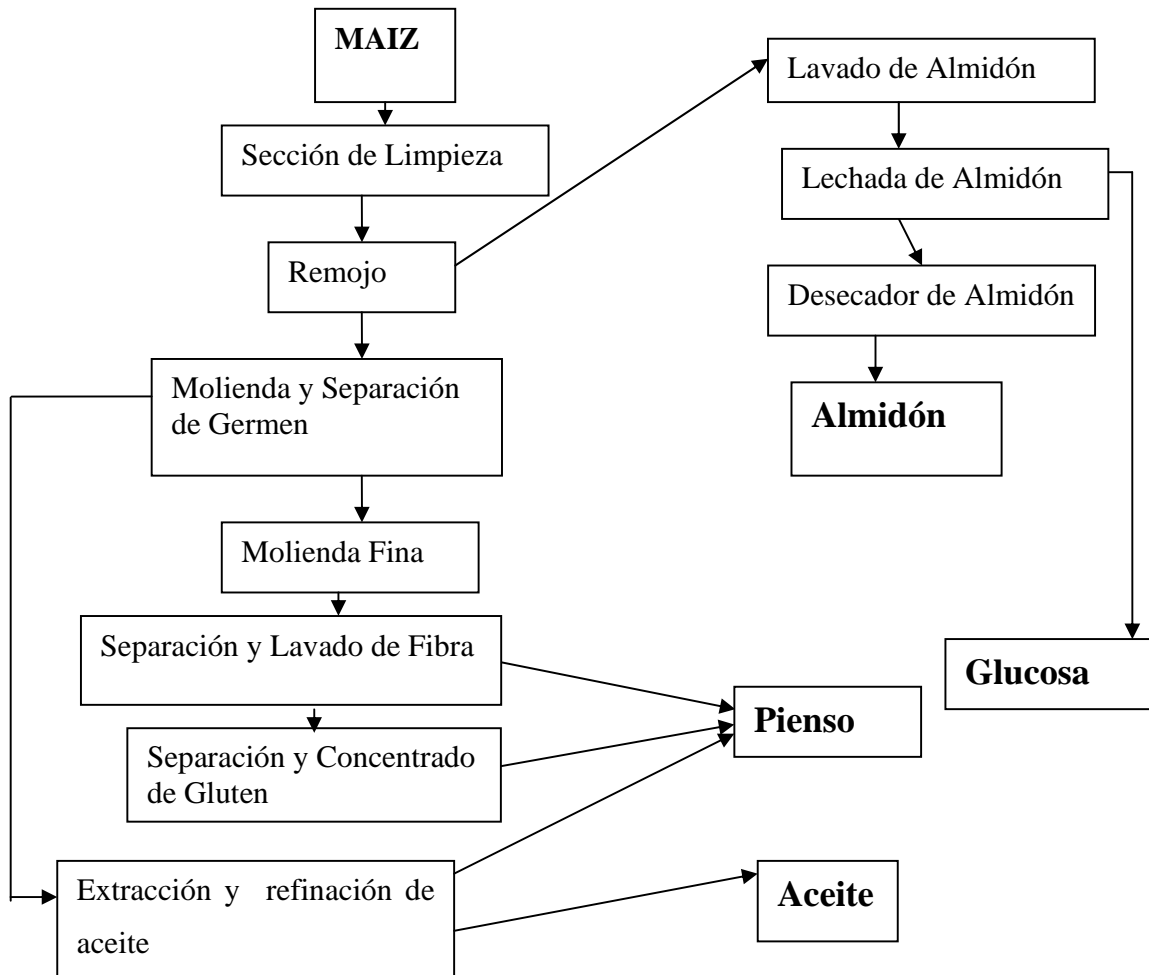 MAIZ
Sección de Limpieza
Remojo
Molienda y Separación
de Germen
Molienda Fina
Separación y Lavado de Fibra
Separación y Concentrado
de Gluten
Extracción y refinación de
aceite
Lavado de Almidón
Lechada de Almidón
Desecador de Almidón
Almidón
Glucosa
Pienso
Aceite